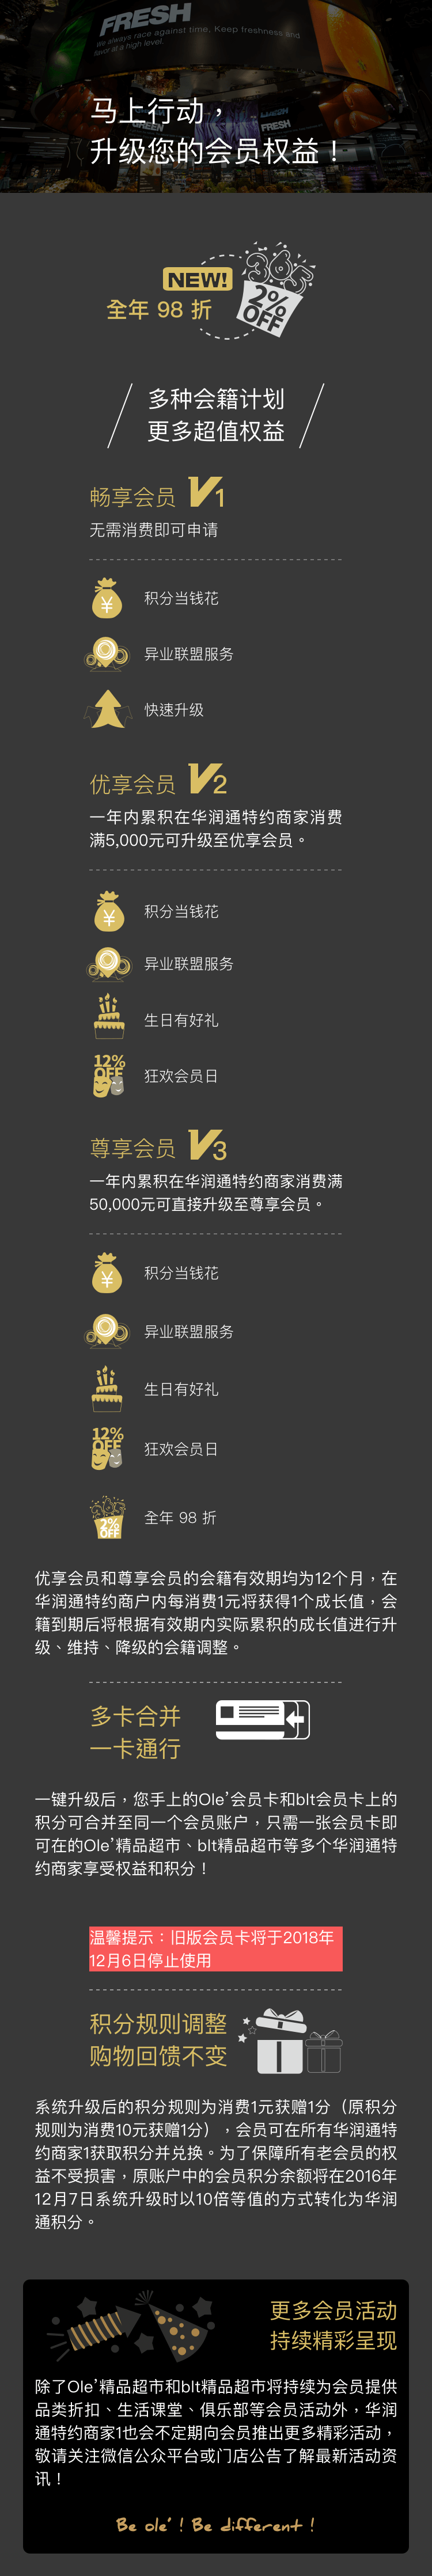 FRESH
We always race against time. Keep freshness and
flavor at a high level.
GREEN
FRESH
马上行动，
升级您的会员权益！
NEW!
365
2%
OFF
全年 98 折
多种会籍计划
更多超值权益
畅享会员 V1
无需消费即可申请
¥
积分当钱花
异业联盟服务
快速升级
优享会员 V2
一年内累积在华润通特约商家消费
满5,000元可升级至优享会员。
¥
积分当钱花
异业联盟服务
生日有好礼
12%
OFF
狂欢会员日
尊享会员 V3
一年内累积在华润通特约商家消费满
50,000元可直接升级至尊享会员。
¥
积分当钱花
异业联盟服务
生日有好礼
12%
OFF
狂欢会员日
365
2%
OFF
全年 98 折
优享会员和尊享会员的会籍有效期均为12个月，在
华润通特约商户内每消费1元将获得1个成长值，会
籍到期后将根据有效期内实际累积的成长值进行升
级、维持、降级的会籍调整。
多卡合并
一卡通行
一键升级后，您手上的Ole’会员卡和blt会员卡上的
积分可合并至同一个会员账户，只需一张会员卡即
可在的Ole’精品超市、blt精品超市等多个华润通特
约商家享受权益和积分！
温馨提示：旧版会员卡将于2018年
12月6日停止使用
积分规则调整
购物回馈不变
系统升级后的积分规则为消费1元获赠1分（原积分
规则为消费10元获赠1分），会员可在所有华润通特
约商家1获取积分并兑换。为了保障所有老会员的权
益不受损害，原账户中的会员积分余额将在2016年
12月7日系统升级时以10倍等值的方式转化为华润
通积分。
更多会员活动
持续精彩呈现
除了Ole’精品超市和blt精品超市将持续为会员提供
品类折扣、生活课堂、俱乐部等会员活动外，华润
通特约商家1也会不定期向会员推出更多精彩活动，
敬请关注微信公众平台或门店公告了解最新活动资
讯！
Be ole’ ! Be different !